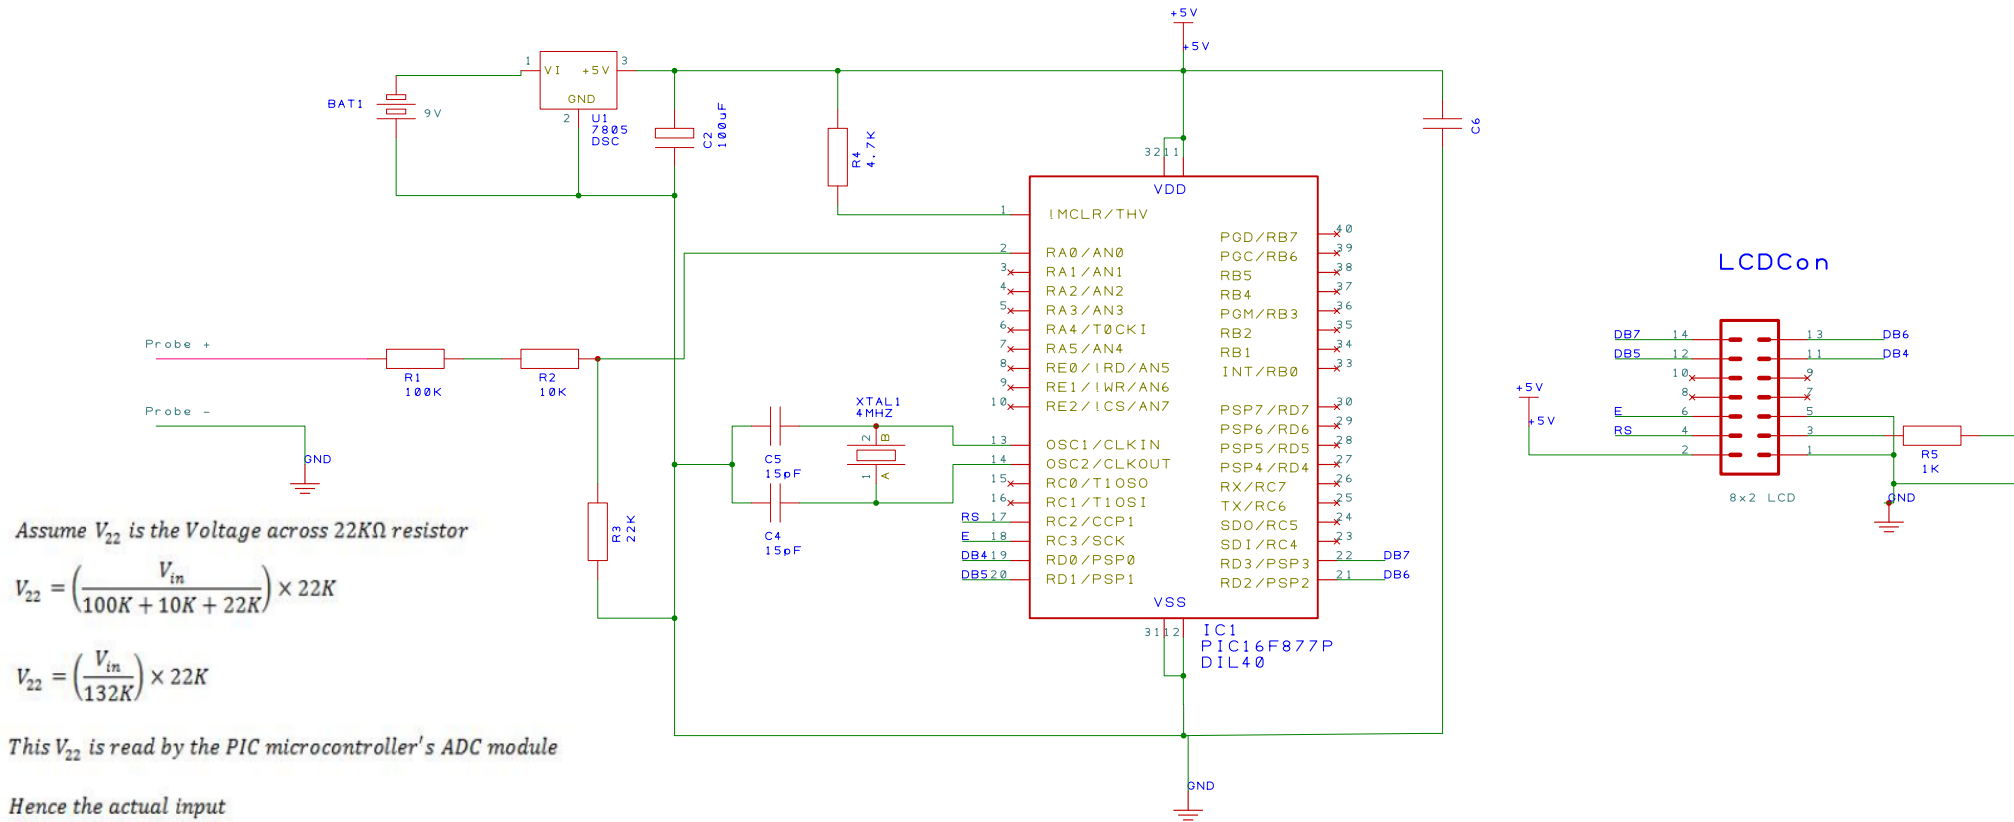 +5V
+5V
1 VI +5V 3
GND
2
U1
7805
DSC
BAT1
9V
C2
100uF
R4
4.7K
C6
3211
VDD
1 !MCLR/THV
2 RA0/AN0
3 RA1/AN1
4 RA2/AN2
5 RA3/AN3
6 RA4/T0CKI
7 RA5/AN4
8 RE0/!RD/AN5
9 RE1/!WR/AN6
10 RE2/!CS/AN7
13 OSC1/CLKIN
14 OSC2/CLKOUT
15 RC0/T1OSO
16 RC1/T1OSI
RS 17 RC2/CCP1
E 18 RC3/SCK
DB4 19 RD0/PSP0
DB5 20 RD1/PSP1
PGD/RB7 40
PGC/RB6 39
RB5 38
RB4 37
PGM/RB3 36
RB2 35
RB1 34
INT/RB0 33
PSP7/RD7 30
PSP6/RD6 29
PSP5/RD5 28
PSP4/RD4 27
RX/RC7 26
TX/RC6 25
SDO/RC5 24
SDI/RC4 23
RD3/PSP3 22 DB7
RD2/PSP2 21 DB6
VSS
3112
IC1
PIC16F877P
DIL40
GND
Probe +
R1
100K
R2
10K
Probe -
GND
R3
22K
XTAL1
4MHZ
2 B
1 A
C5
15pF
C4
15pF
LCDCon
DB7 14 13 DB6
DB5 12 11 DB4
10 9
8 7
E 6 5
RS 4 3
2 1
+5V
+5V
R5
1K
8x2 LCD
GND
Assume V22 is the Voltage across 22KΩ resistor
V22 = (Vin / 100K + 10K + 22K) × 22K
V22 = (Vin / 132K) × 22K
This V22 is read by the PIC microcontroller's ADC module
Hence the actual input